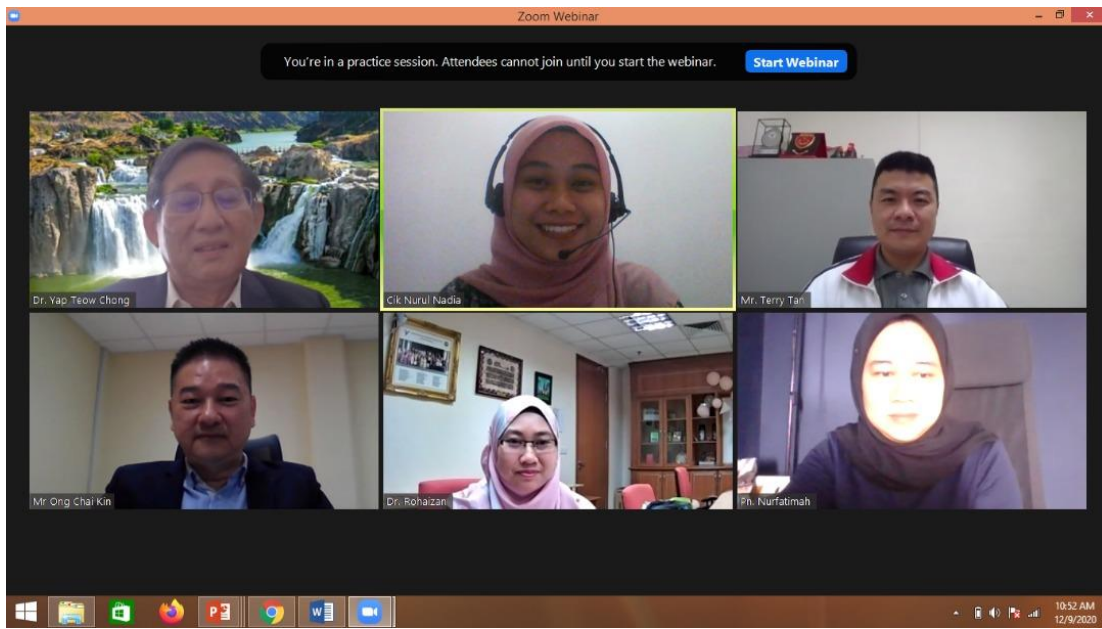 Zoom Webinar
You're in a practice session. Attendees cannot join until you start the webinar.
Start Webinar
Dr. Yap Teow Chong
Cik Nurul Nadia
Mr. Terry Tan
Mr Ong Chai Kin
Dr. Rohaizan
Ph. Nurfatimah
10:52 AM
12/9/2020